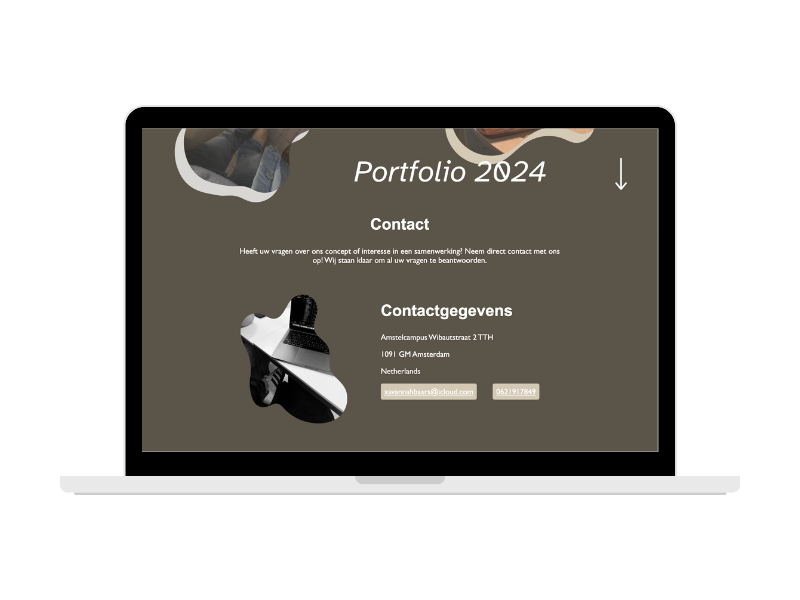 Portfolio 2024
Contact
Heeft uw vragen over ons concept of interesse in een samenwerking? Neem direct contact met ons
op! Wij staan klaar om al uw vragen te beantwoorden.
Contactgegevens
Amstelcampus Wibautstraat 2 TTH
1091 GM Amsterdam
Netherlands
savannahbaars@icloud.com
0621917849